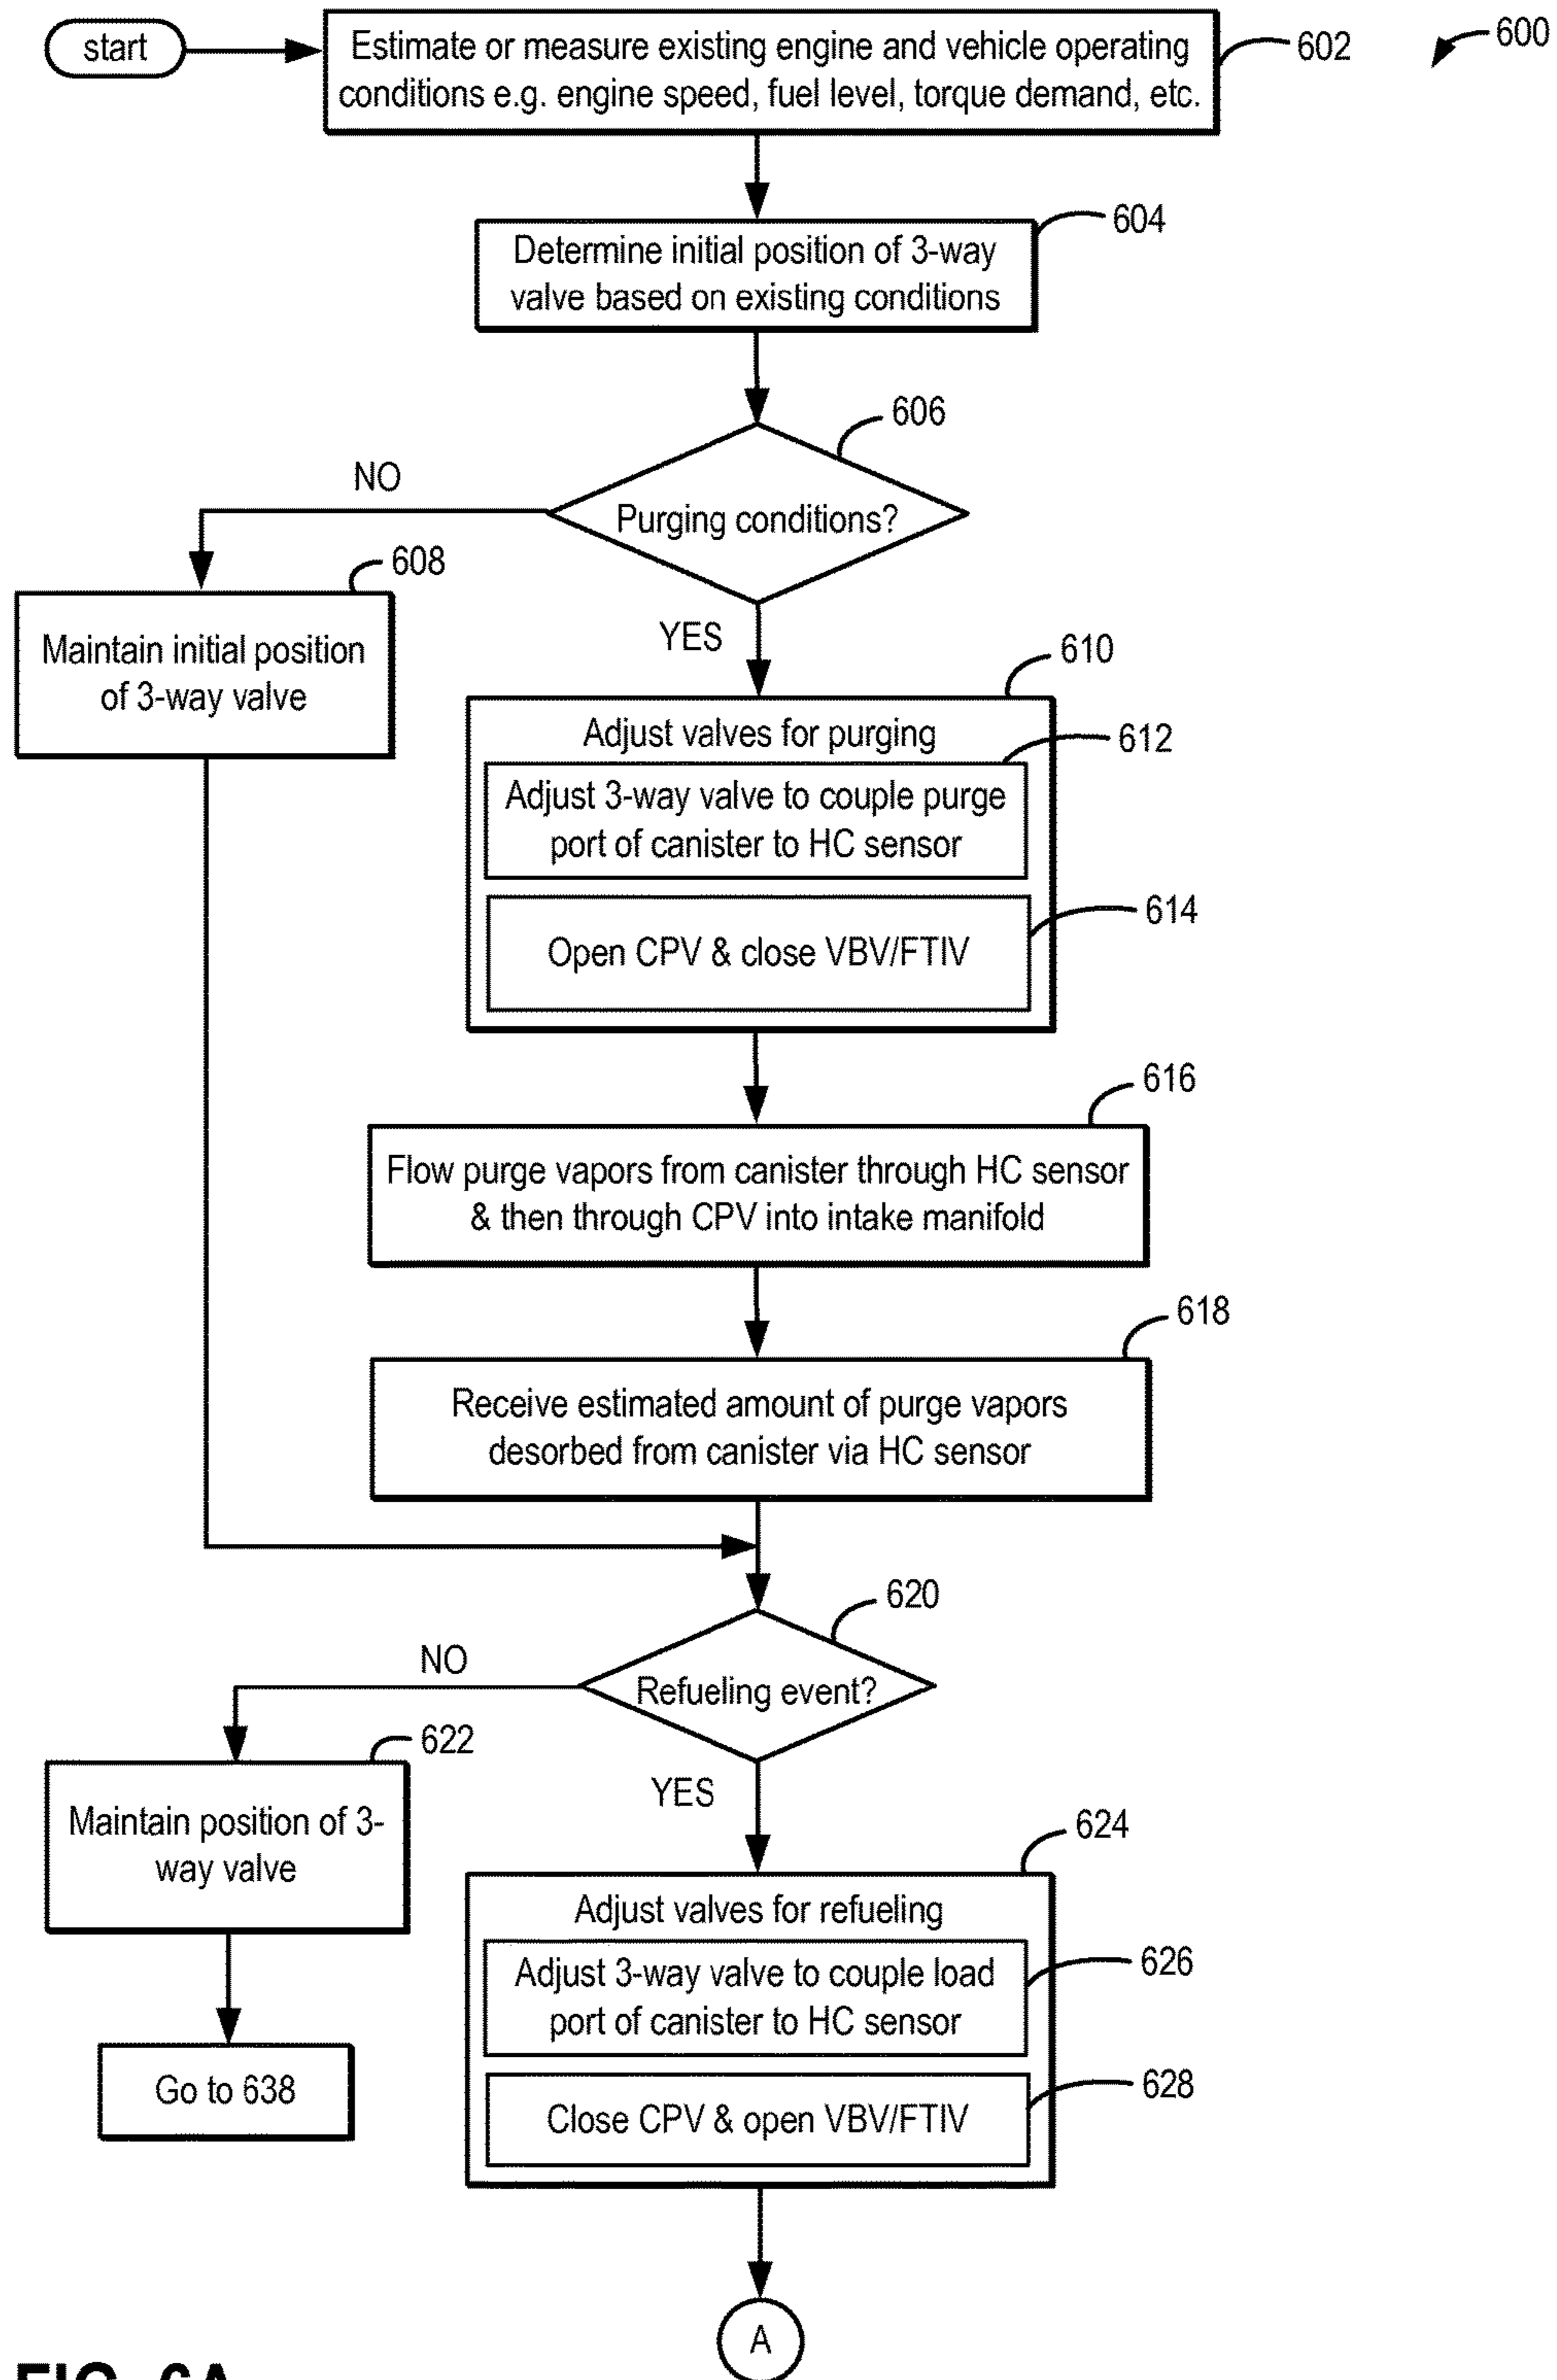 start
Estimate or measure existing engine and vehicle operating
conditions e.g. engine speed, fuel level, torque demand, etc.
602
600
604
Determine initial position of 3-way
valve based on existing conditions
606
NO
Purging conditions?
608
YES
Maintain initial position
of 3-way valve
610
Adjust valves for purging
612
Adjust 3-way valve to couple purge
port of canister to HC sensor
614
Open CPV & close VBV/FTIV
616
Flow purge vapors from canister through HC sensor
& then through CPV into intake manifold
618
Receive estimated amount of purge vapors
desorbed from canister via HC sensor
620
NO
Refueling event?
622
YES
Maintain position of 3-
way valve
624
Adjust valves for refueling
626
Adjust 3-way valve to couple load
port of canister to HC sensor
Go to 638
628
Close CPV & open VBV/FTIV
A
FIG. 6A